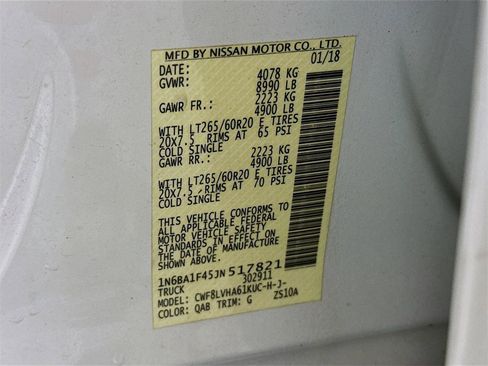 MFD BY NISSAN MOTOR CO., LTD.
DATE: 01/18
GVWR: 4078 KG
8990 LB
GAWR FR.: 2223 KG
4900 LB
WITH LT265/60R20 E TIRES
20X7.5 RIMS AT 65 PSI
COLD SINGLE
GAWR RR.: 2223 KG
4900 LB
WITH LT265/60R20 E TIRES
20X7.5 RIMS AT 70 PSI
COLD SINGLE
THIS VEHICLE CONFORMS TO
ALL APPLICABLE FEDERAL
MOTOR VEHICLE SAFETY
STANDARDS IN EFFECT ON
THE DATE OF MANUFACTURE
SHOWN ABOVE.
1N6BA1F45JN517821
TRUCK 302911
MODEL: CWF8LVHA61KUC-H-J-
COLOR: QAB TRIM: G ZS10A